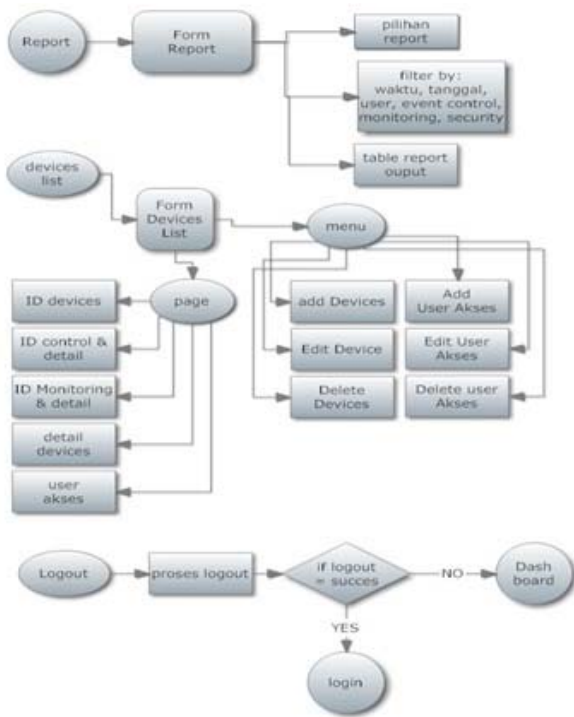 Report
Form
Report
pilihan
report
filter by:
waktu, tanggal,
user, event control,
monitoring, security
table report
ouput
devices
list
Form
Devices
List
menu
ID devices
page
add Devices
Add
User Akses
ID control &
detail
Edit Device
Edit User
Akses
ID Monitoring
& detail
Delete
Devices
Delete user
Akses
detail
devices
user
akses
Logout
proses logout
if logout
= succes
NO
Dash
board
YES
login